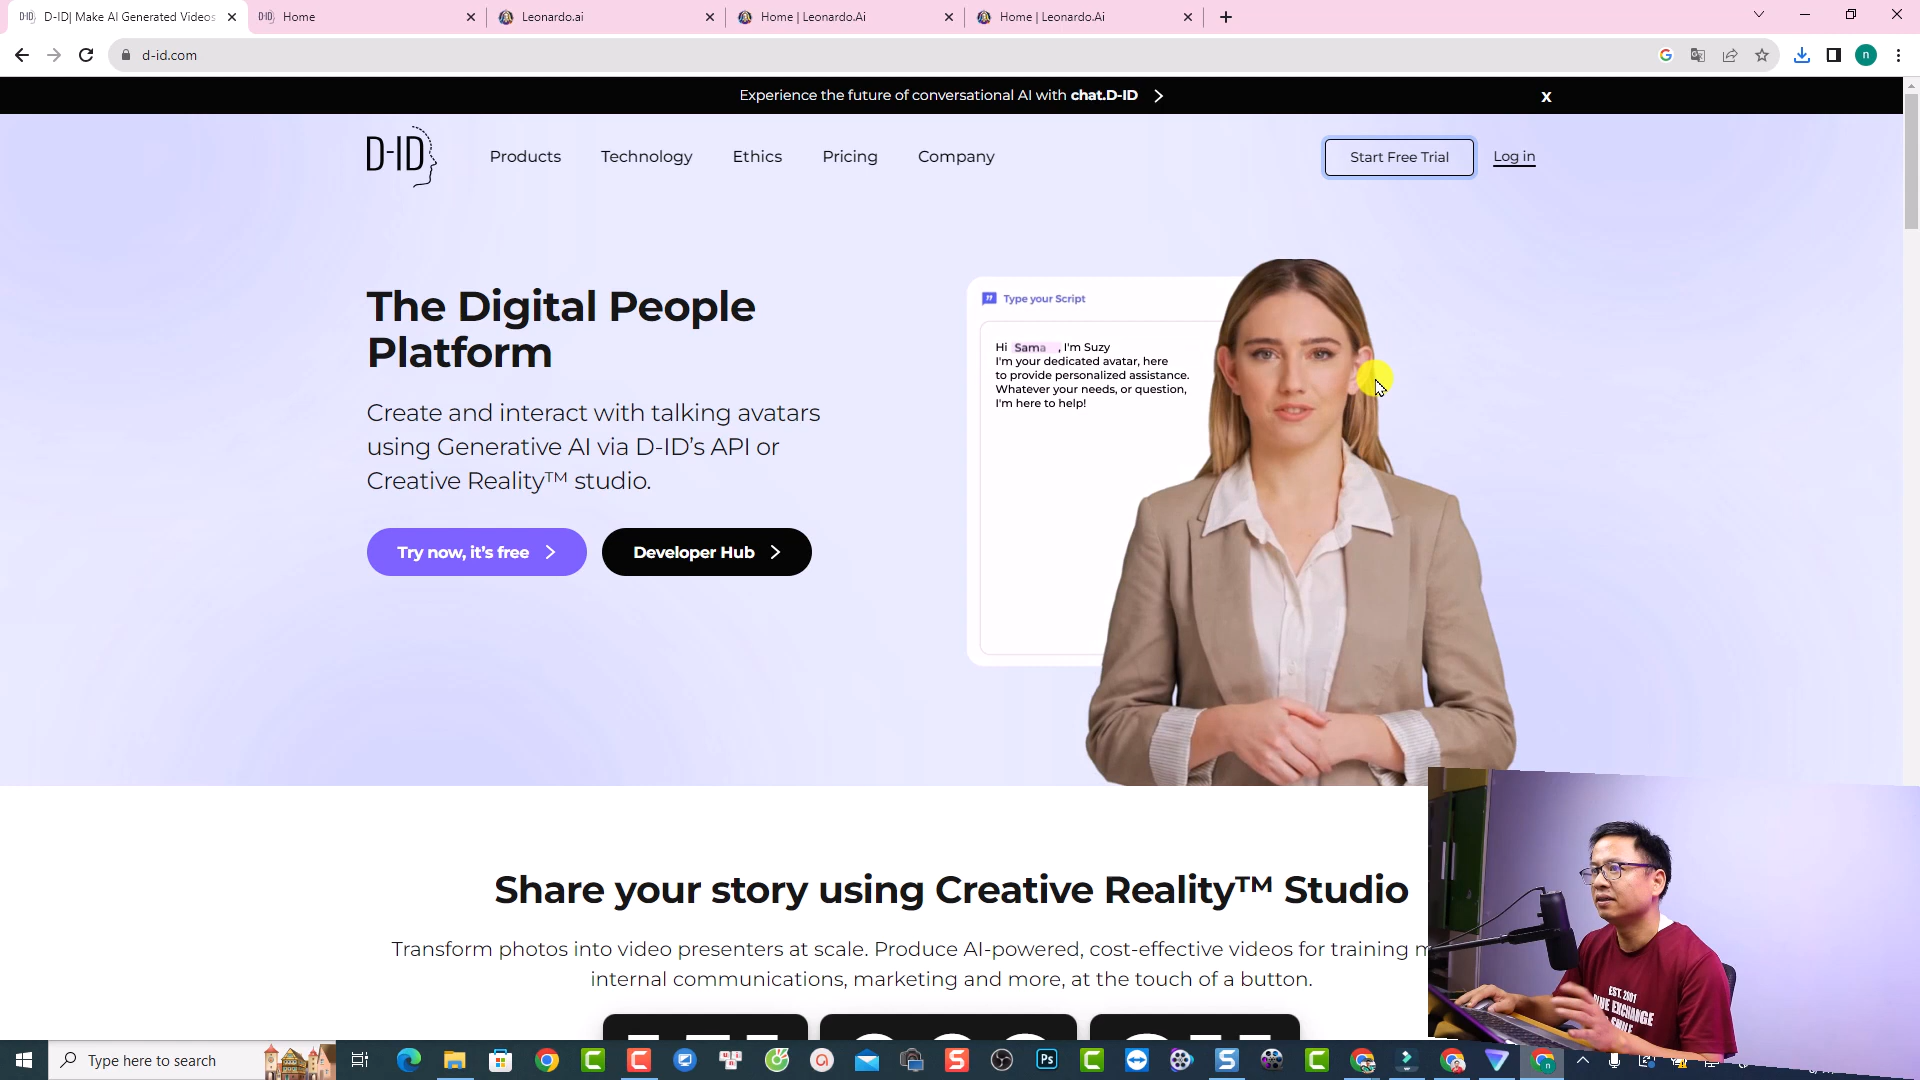 D-ID| Make AI Generated Videos
Home
Leonardo.ai
Home | Leonardo.Ai
Home | Leonardo.Ai
d-id.com
n
Experience the future of conversational AI with chat.D-ID
x
D-ID
Products
Technology
Ethics
Pricing
Company
Start Free Trial
Log in
The Digital People
Platform
Create and interact with talking avatars
using Generative AI via D-ID’s API or
Creative Reality™ studio.
Try now, it’s free
Developer Hub
Type your Script
Hi Sama , I'm Suzy
I'm your dedicated avatar, here
to provide personalized assistance.
Whatever your needs, or question,
I'm here to help!
Share your story using Creative Reality™ Studio
Transform photos into video presenters at scale. Produce AI-powered, cost-effective videos for training
internal communications, marketing and more, at the touch of a button.
EST. 2001
EXCHANGE
Type here to search
Ps